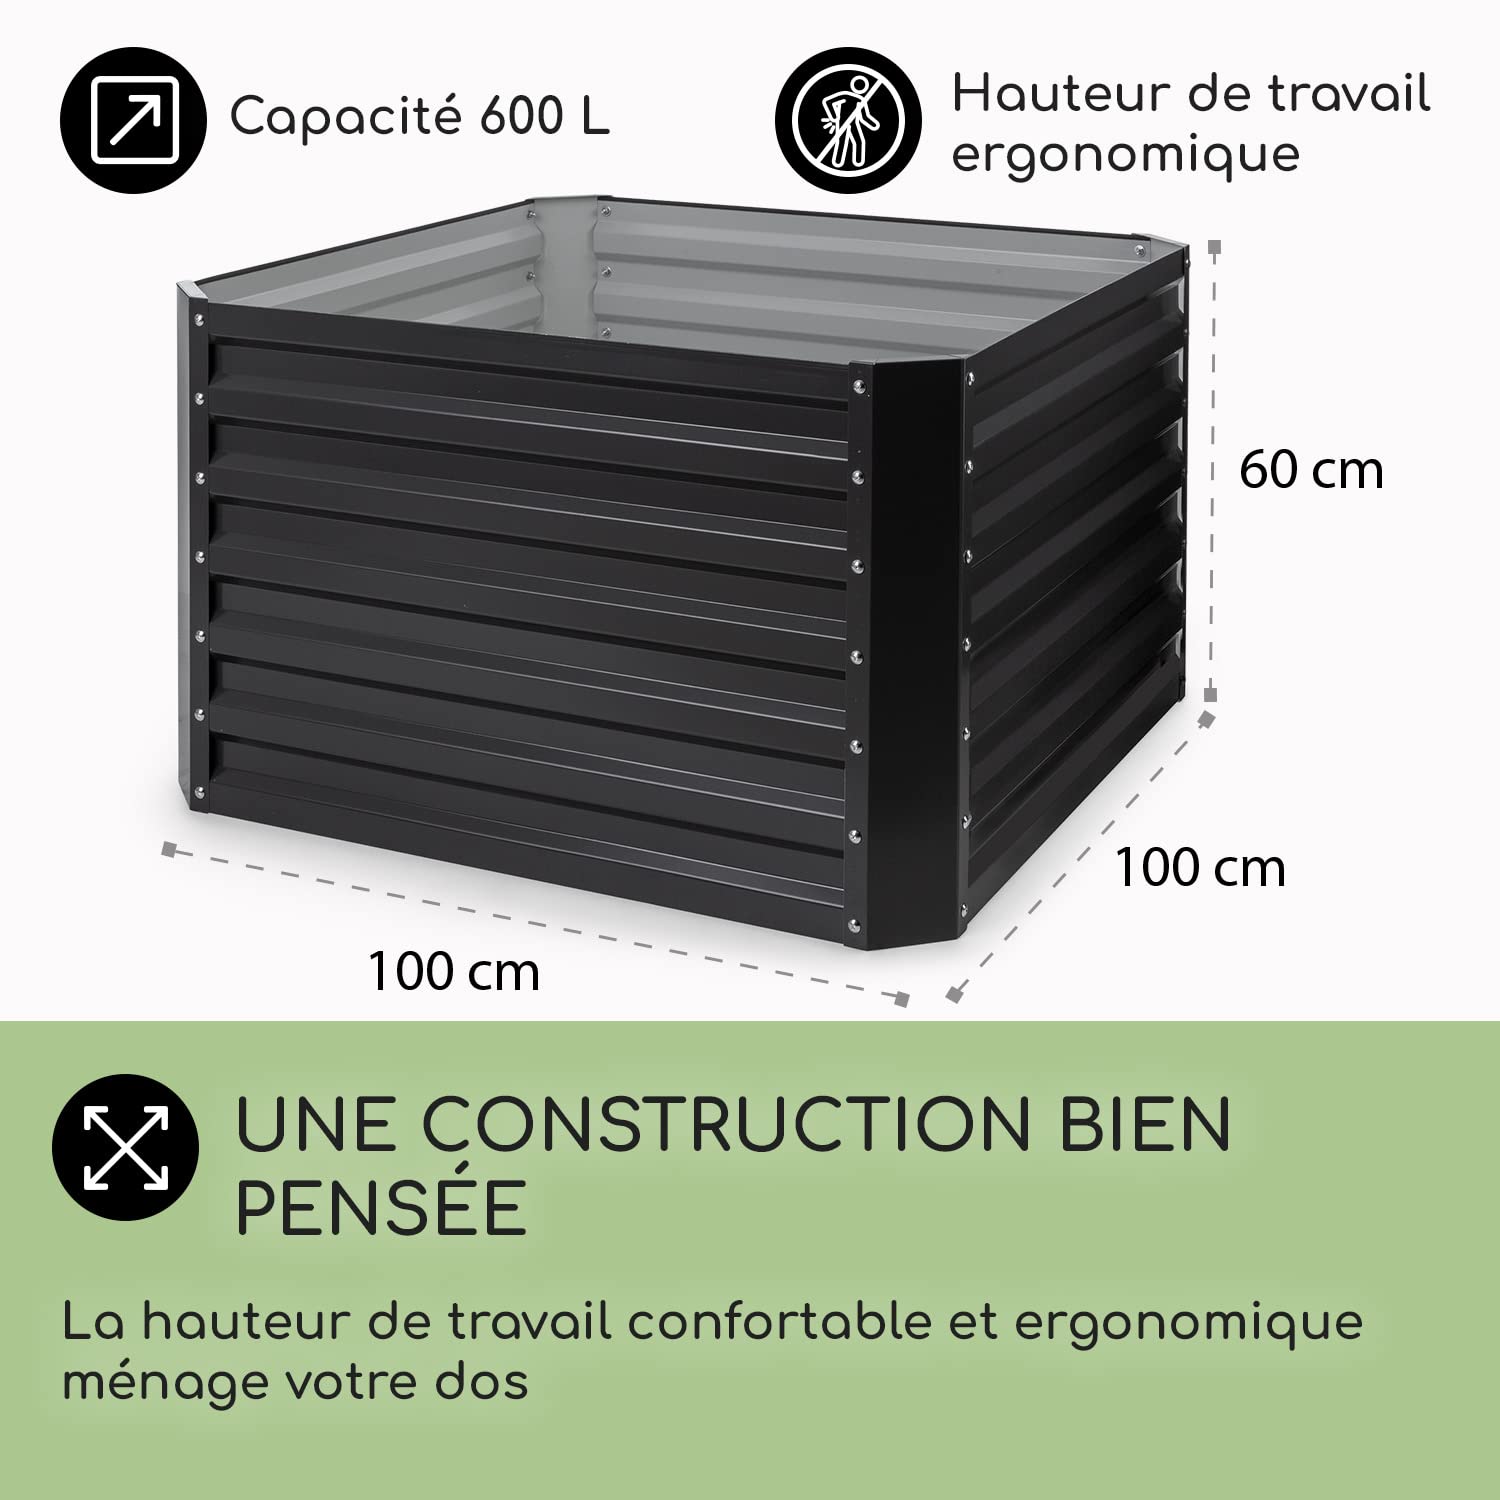 Capacité 600 L
Hauteur de travail
ergonomique
60 cm
100 cm
100 cm
UNE CONSTRUCTION BIEN
PENSÉE
La hauteur de travail confortable et ergonomique
ménage votre dos